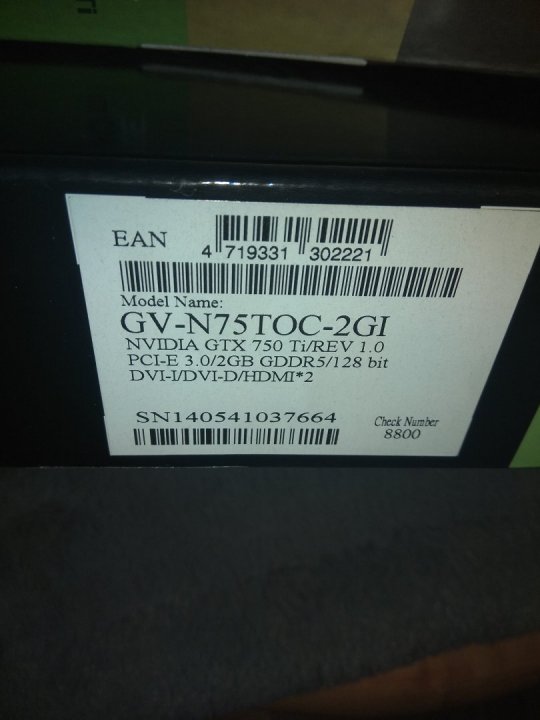 Ti
EAN
4 719331 302221
Model Name:
GV-N75TOC-2GI
NVIDIA GTX 750 Ti/REV 1.0
PCI-E 3.0/2GB GDDR5/128 bit
DVI-I/DVI-D/HDMI*2
SN140541037664
Check Number
8800